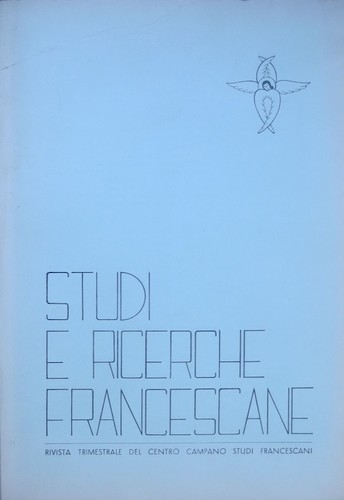 STUDI
E RICERCHE
FRANCESCANE
RIVISTA TRIMESTRALE DEL CENTRO CAMPANO STUDI FRANCESCANI